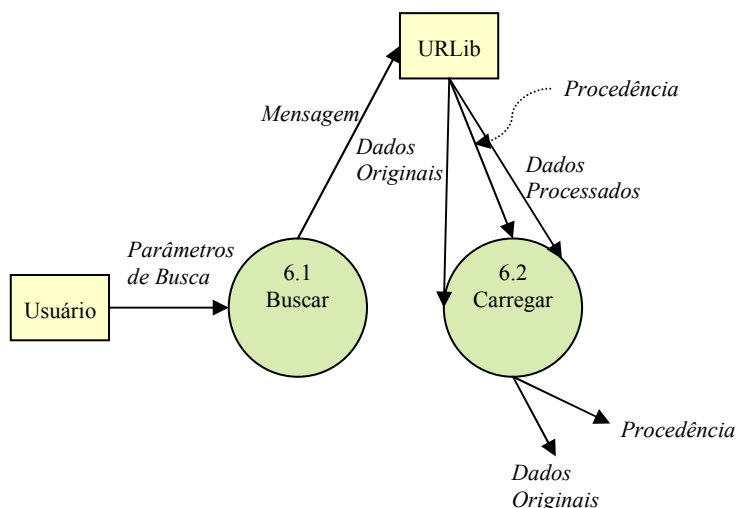 URLib
Procedência
Mensagem
Dados
Originais
Dados
Processados
Parâmetros
de Busca
6.1
Buscar
6.2
Carregar
Usuário
Procedência
Dados
Originais